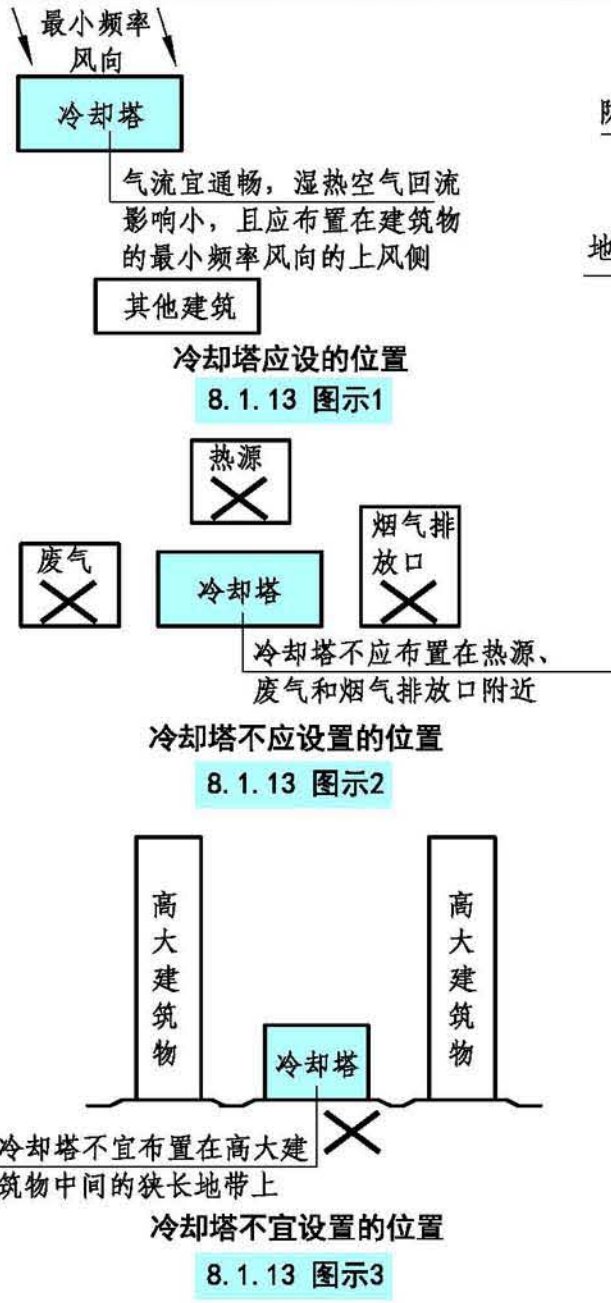 最小频率
风向
冷却塔
气流宜通畅，湿热空气回流
影响小，且应布置在建筑物
的最小频率风向的上风侧
其他建筑
冷却塔应设的位置
8.1.13 图示1
热源
废气
冷却塔
烟气排
放口
冷却塔不应布置在热源、
废气和烟气排放口附近
冷却塔不应设置的位置
8.1.13 图示2
高大建筑物
冷却塔
高大建筑物
冷却塔不宜布置在高大建
筑物中间的狭长地带上
冷却塔不宜设置的位置
8.1.13 图示3
地